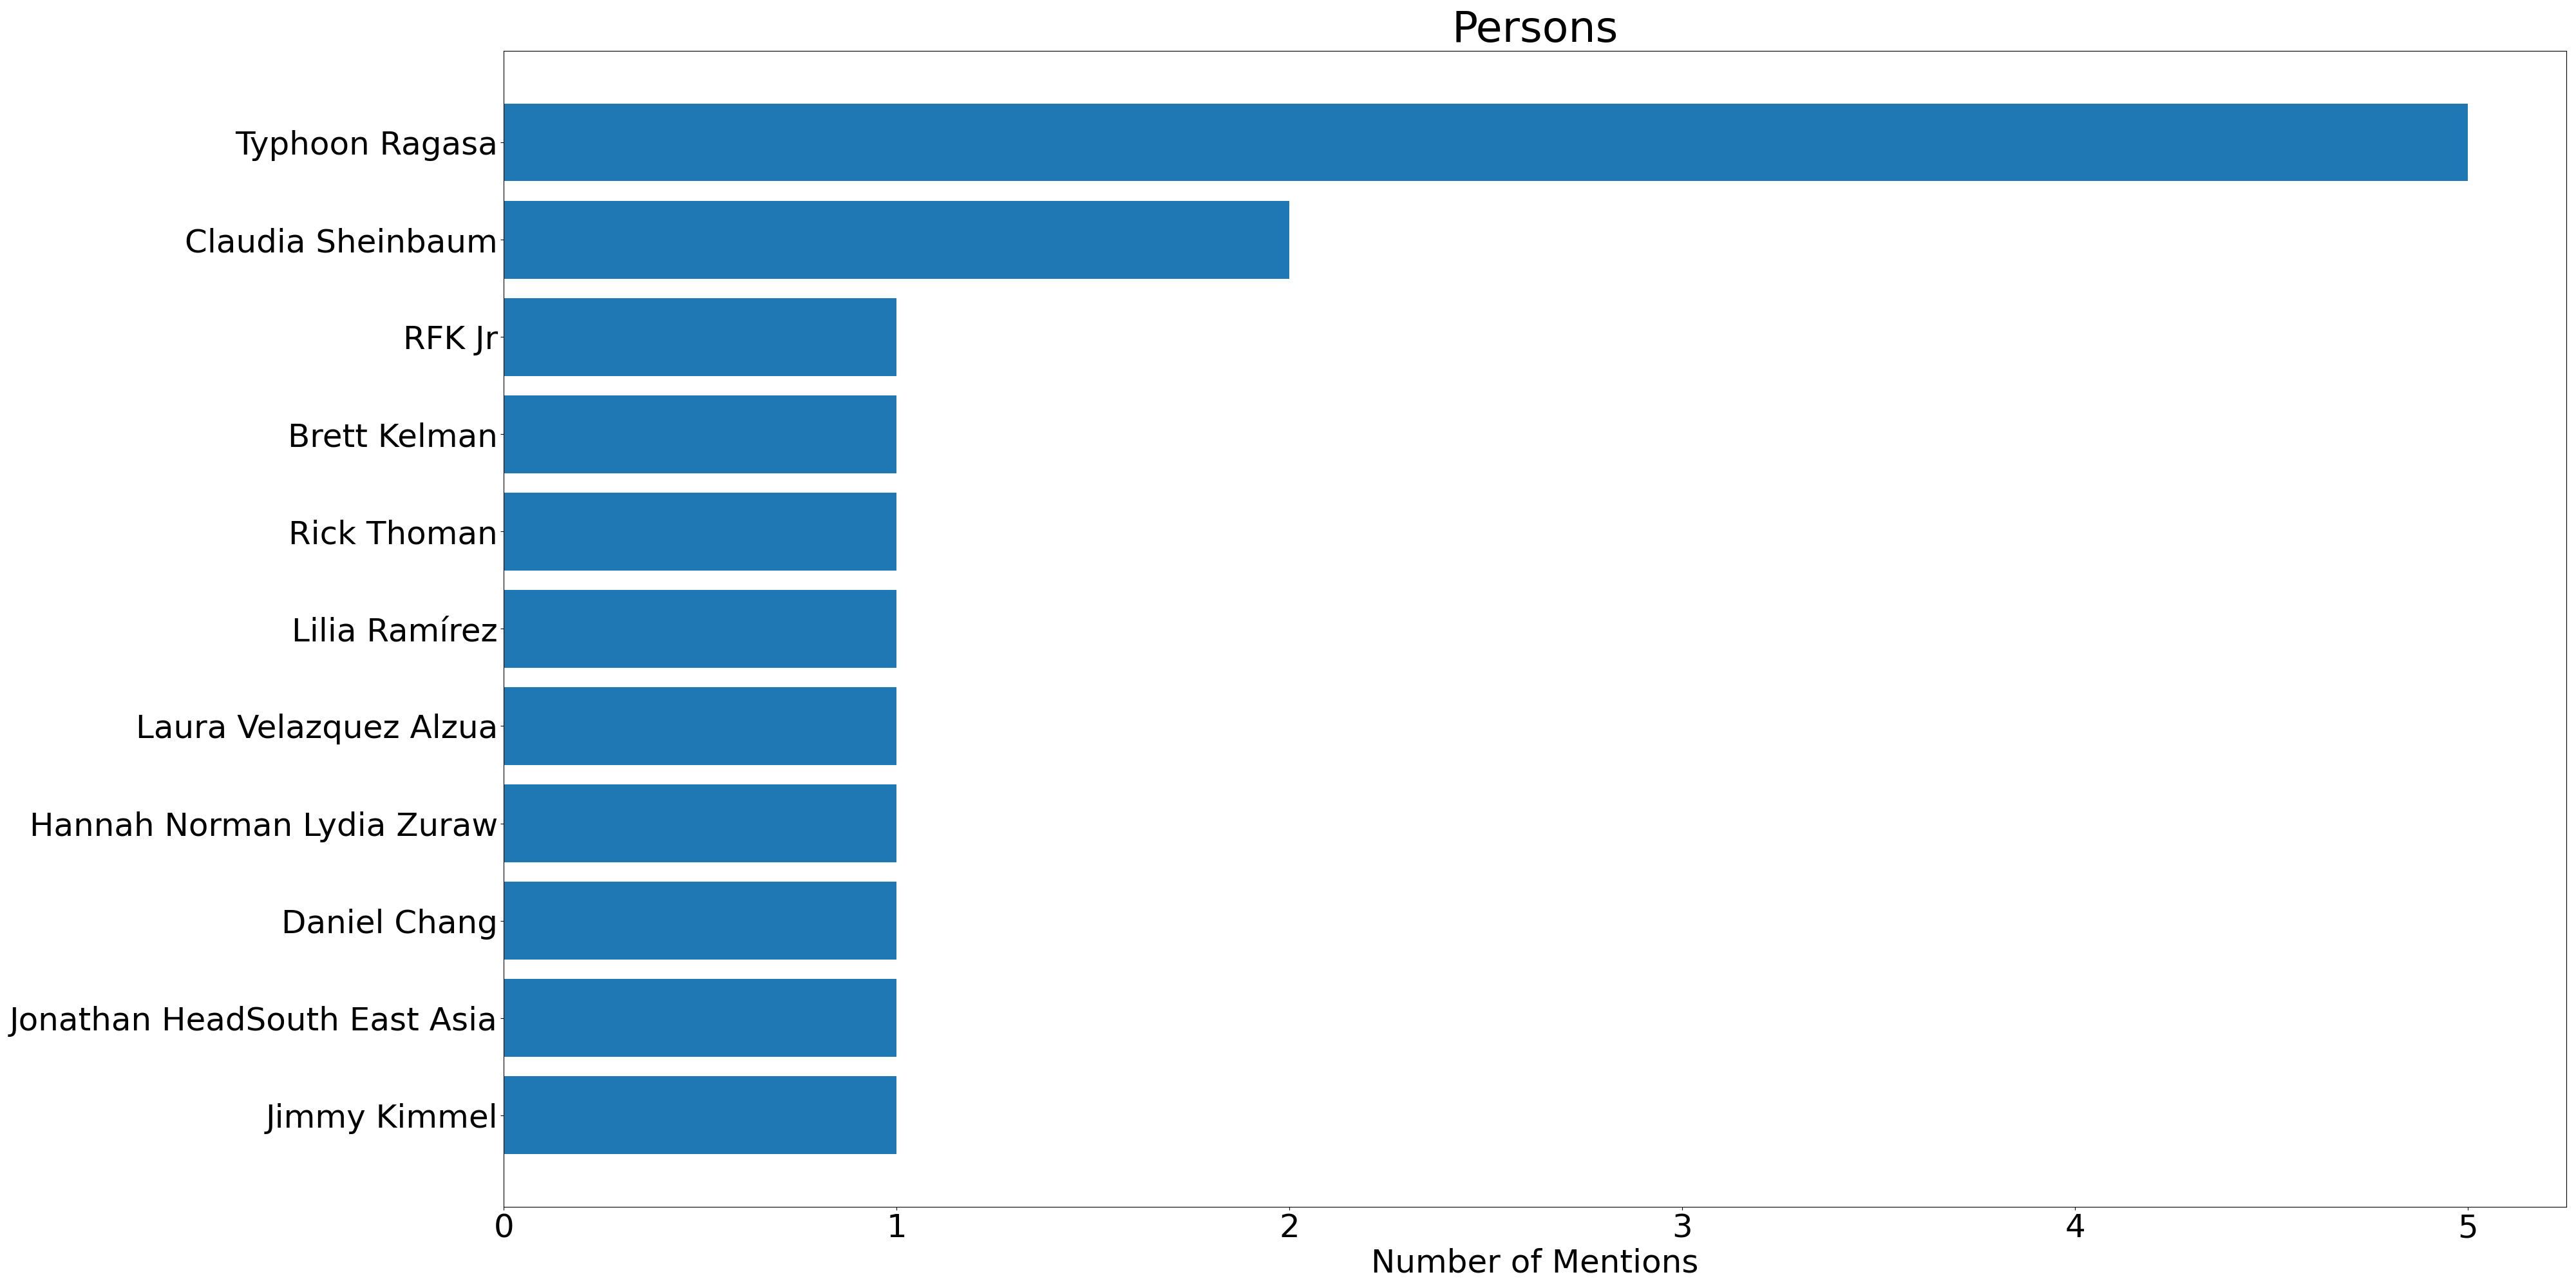 Persons
Typhoon Ragasa
Claudia Sheinbaum
RFK Jr
Brett Kelman
Rick Thoman
Lilia Ramírez
Laura Velazquez Alzua
Hannah Norman Lydia Zuraw
Daniel Chang
Jonathan HeadSouth East Asia
Jimmy Kimmel
0 1 2 3 4 5
Number of Mentions